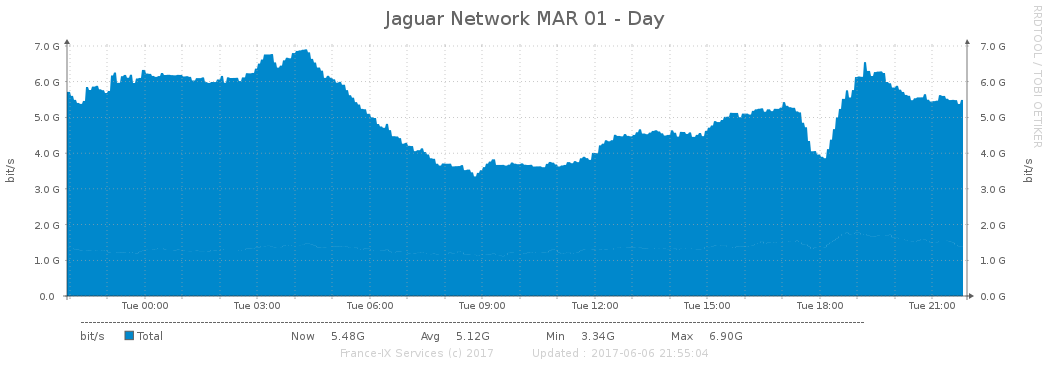 Jaguar Network MAR 01 - Day
RRDTOOL / TOBI OETIKER
bit/s
7.0 G
6.0 G
5.0 G
4.0 G
3.0 G
2.0 G
1.0 G
0.0
7.0 G
6.0 G
5.0 G
4.0 G
3.0 G
2.0 G
1.0 G
0.0 G
bit/s
Tue 00:00 Tue 03:00 Tue 06:00 Tue 09:00 Tue 12:00 Tue 15:00 Tue 18:00 Tue 21:00
bit/s Total Now 5.48G Avg 5.12G Min 3.34G Max 6.90G
France-IX Services (c) 2017 Updated : 2017-06-06 21:55:04